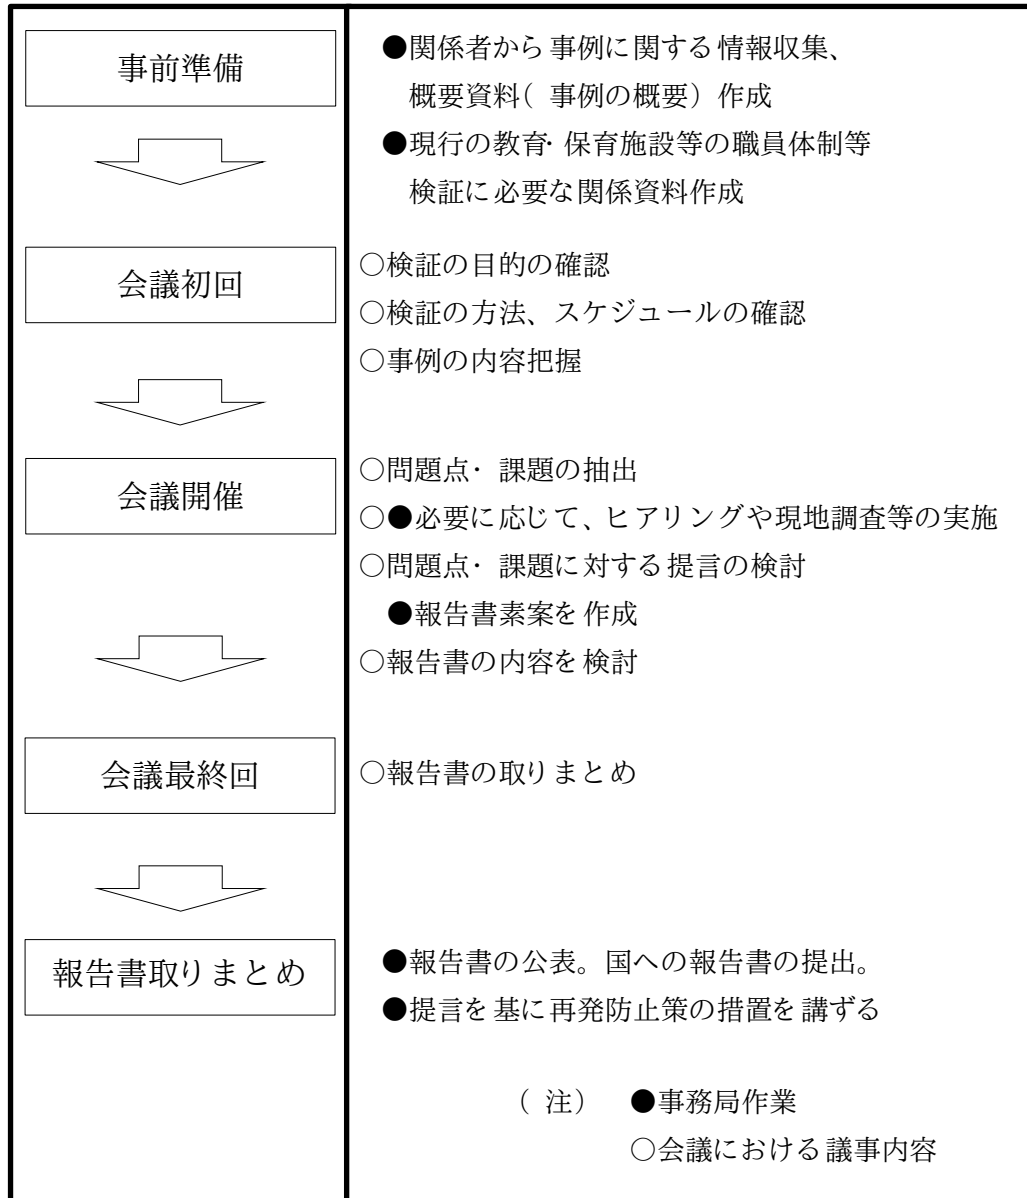 事前準備
●関係者から事例に関する情報収集、
概要資料(事例の概要)作成
●現行の教育・保育施設等の職員体制等
検証に必要な関係資料作成
会議初回
○検証の目的の確認
○検証の方法、スケジュールの確認
○事例の内容把握
会議開催
○問題点・課題の抽出
○●必要に応じて、ヒアリングや現地調査等の実施
○問題点・課題に対する提言の検討
●報告書素案を作成
○報告書の内容を検討
会議最終回
○報告書の取りまとめ
報告書取りまとめ
●報告書の公表。国への報告書の提出。
●提言を基に再発防止策の措置を講ずる
(注) ●事務局作業
○会議における議事内容